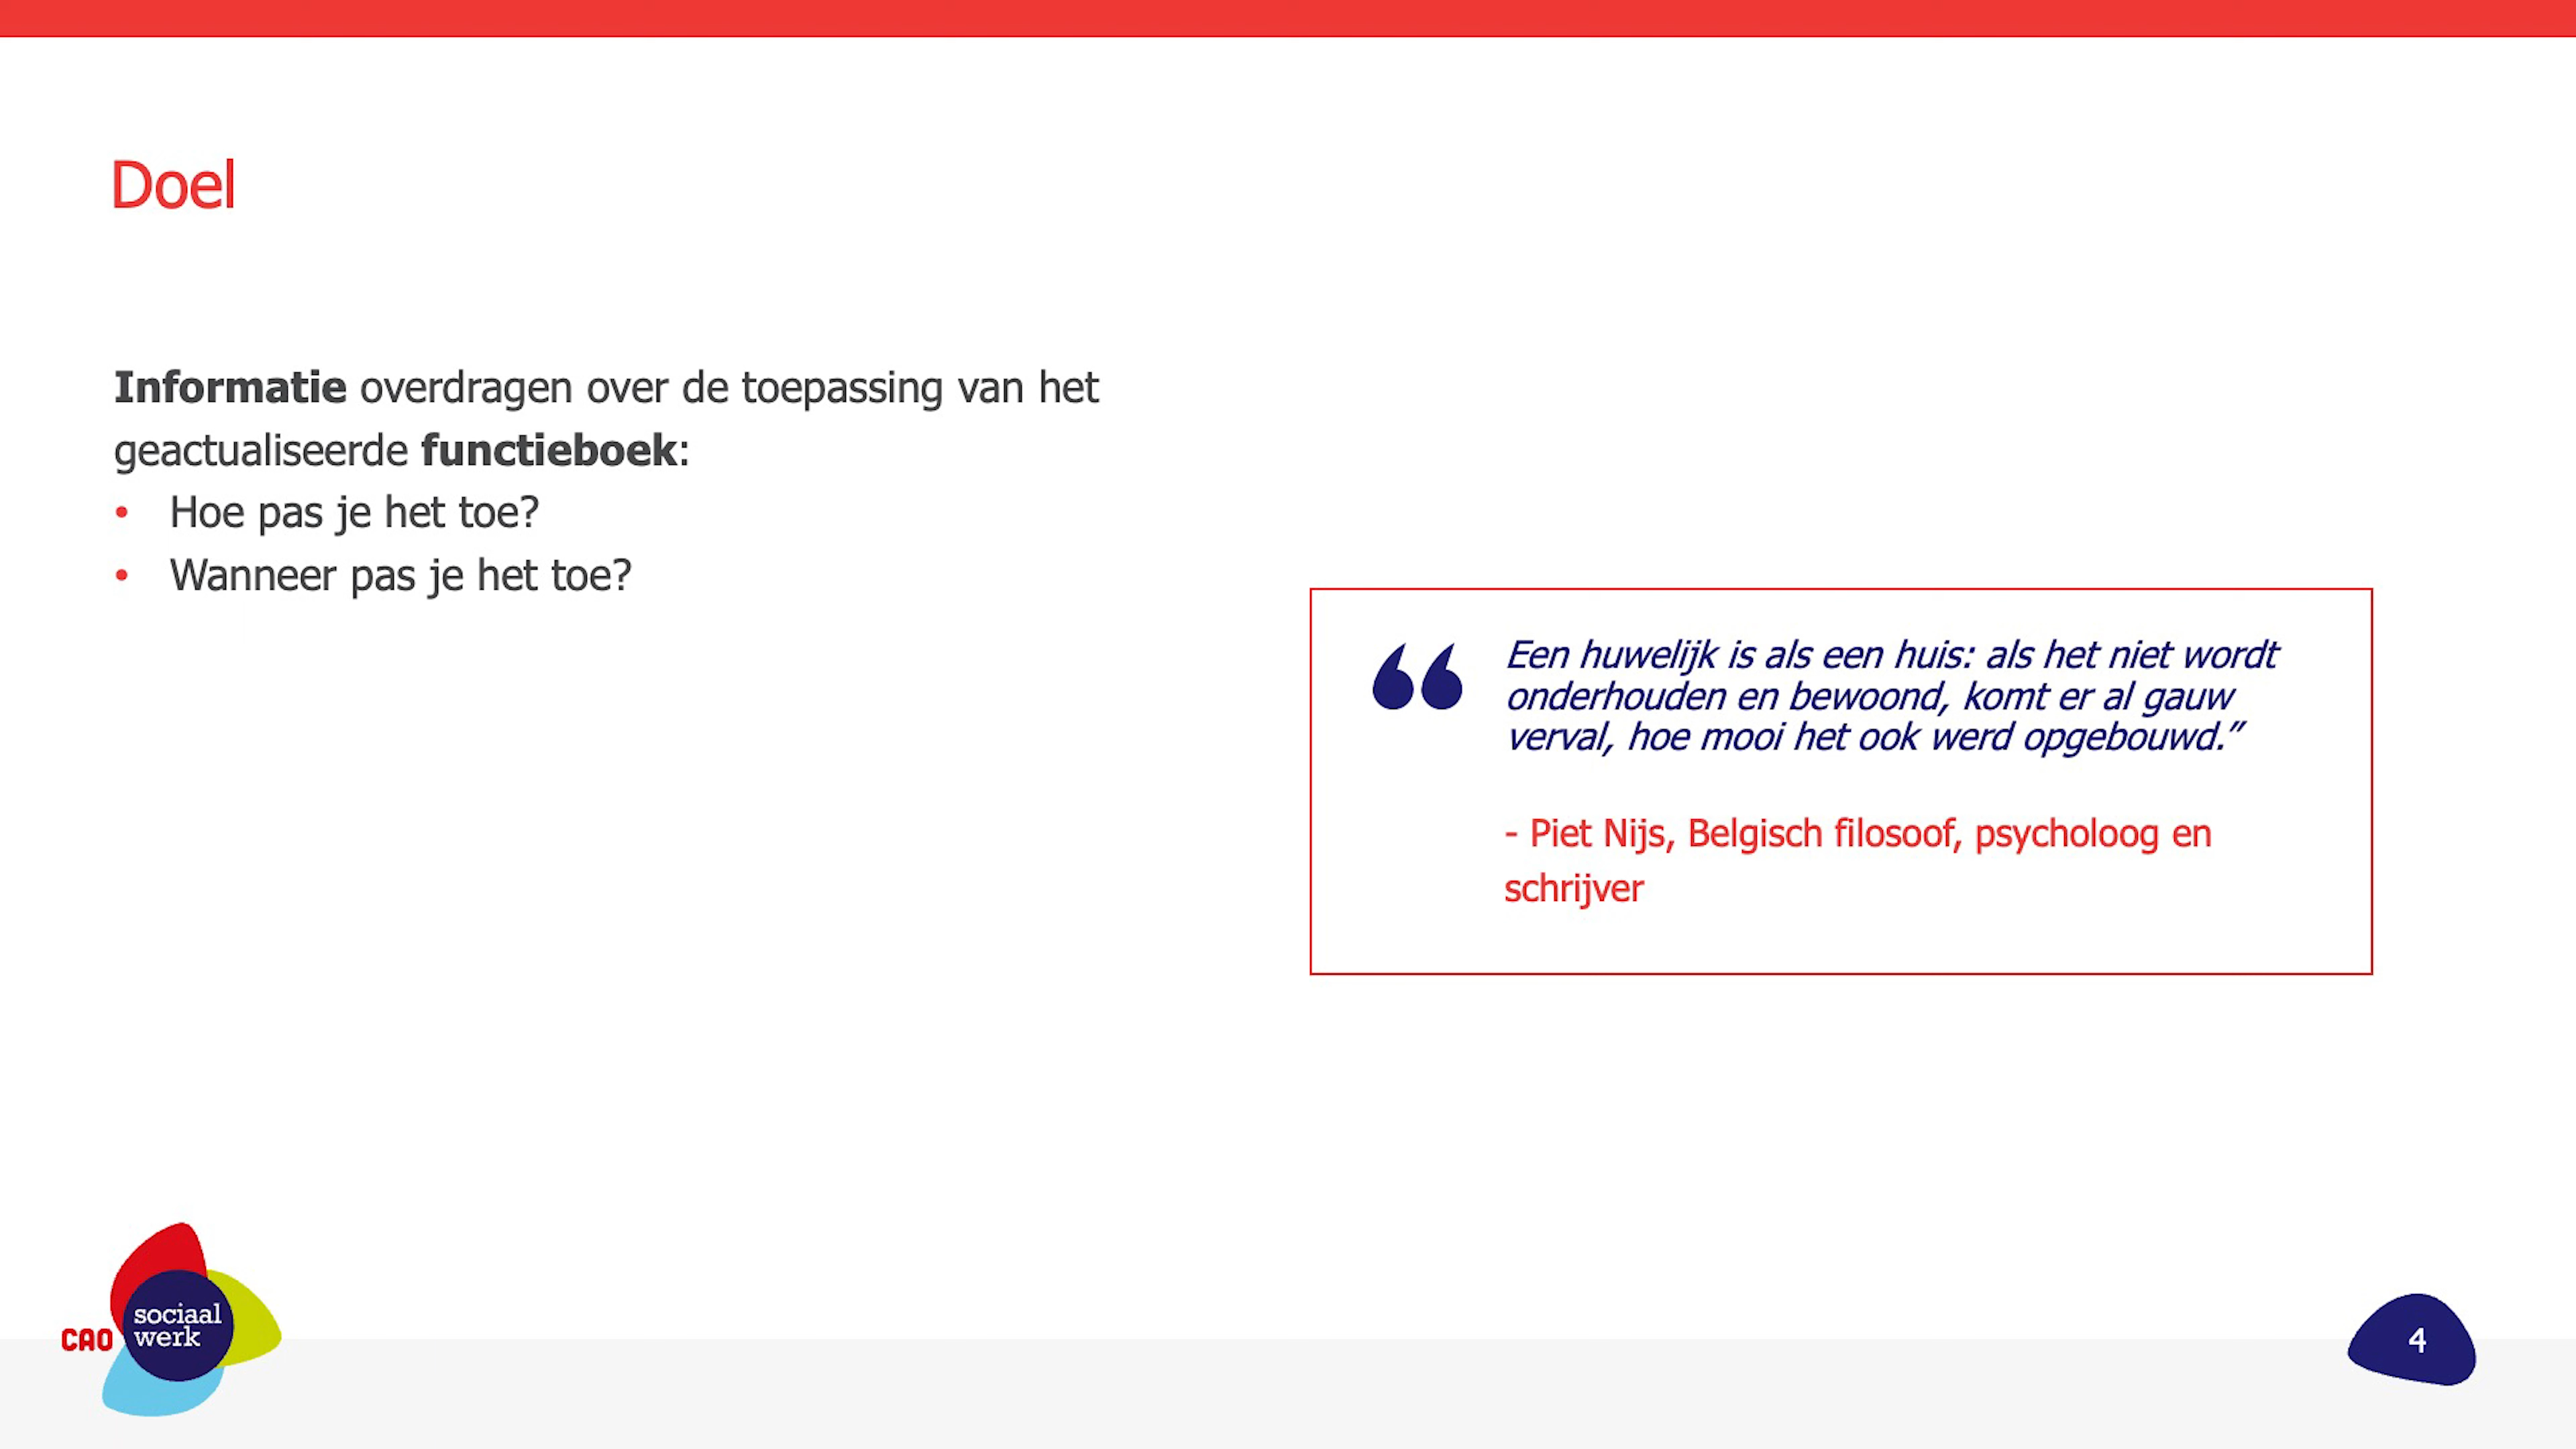 Doel
Informatie overdragen over de toepassing van het
geactualiseerde functieboek:
• Hoe pas je het toe?
• Wanneer pas je het toe?
“ Een huwelijk is als een huis: als het niet wordt
onderhouden en bewoond, komt er al gauw
verval, hoe mooi het ook werd opgebouwd.”
- Piet Nijs, Belgisch filosoof, psycholoog en
schrijver
CAO sociaal
werk
4